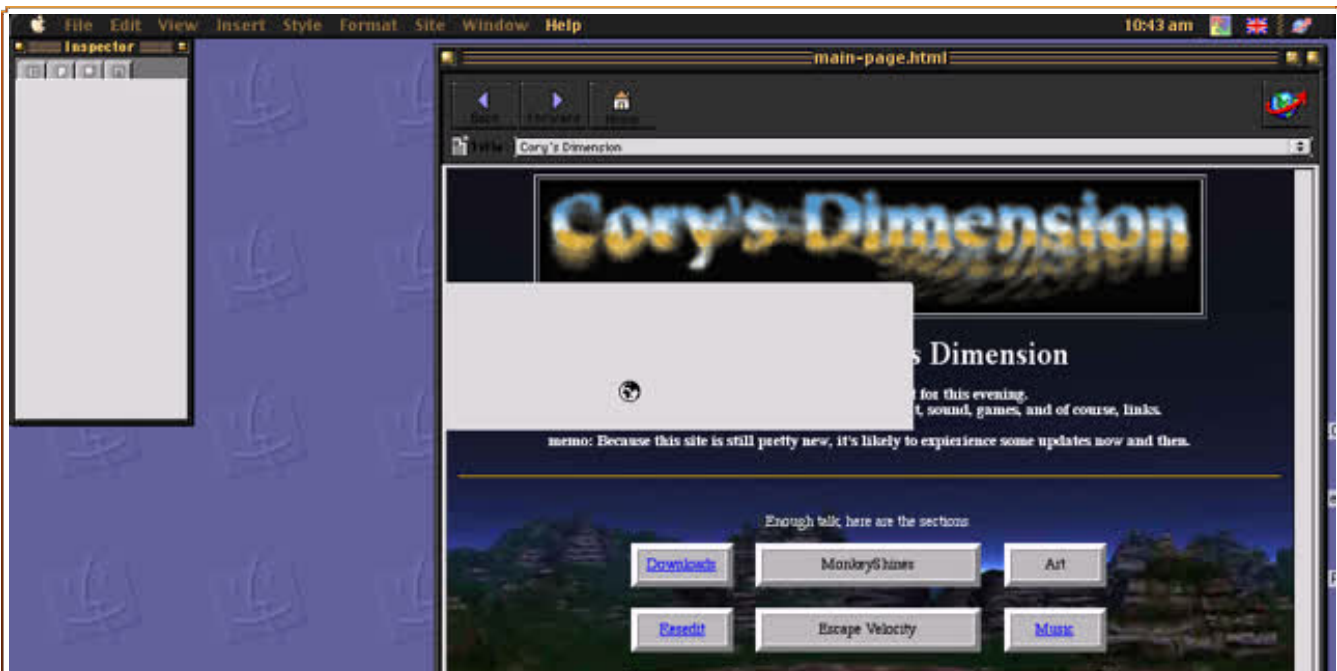 File Edit View Insert Style Format Site Window Help 10:43 am
Inspector
main-page.html
Back Forward Home
Title: Cory's Dimension
Cory's Dimension
s Dimension
for this evening.
t, sound, games, and of course, links.
memo: Because this site is still pretty new, it's likely to expierience some updates now and then.
Enough talk, here are the sections
Downloads MonkeyShines Art
Resedit Escape Velocity Music